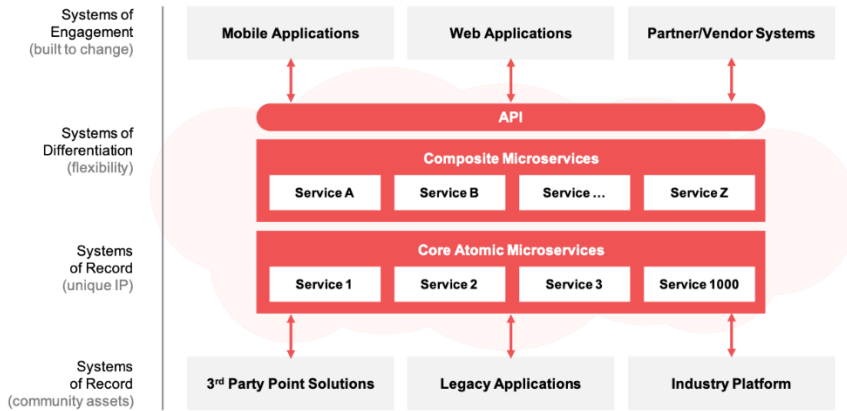 Systems of
Engagement
(built to change)
Mobile Applications
Web Applications
Partner/Vendor Systems
API
Systems of
Differentiation
(flexibility)
Composite Microservices
Service A
Service B
Service ...
Service Z
Systems
of Record
(unique IP)
Core Atomic Microservices
Service 1
Service 2
Service 3
Service 1000
Systems
of Record
(community assets)
3rd Party Point Solutions
Legacy Applications
Industry Platform